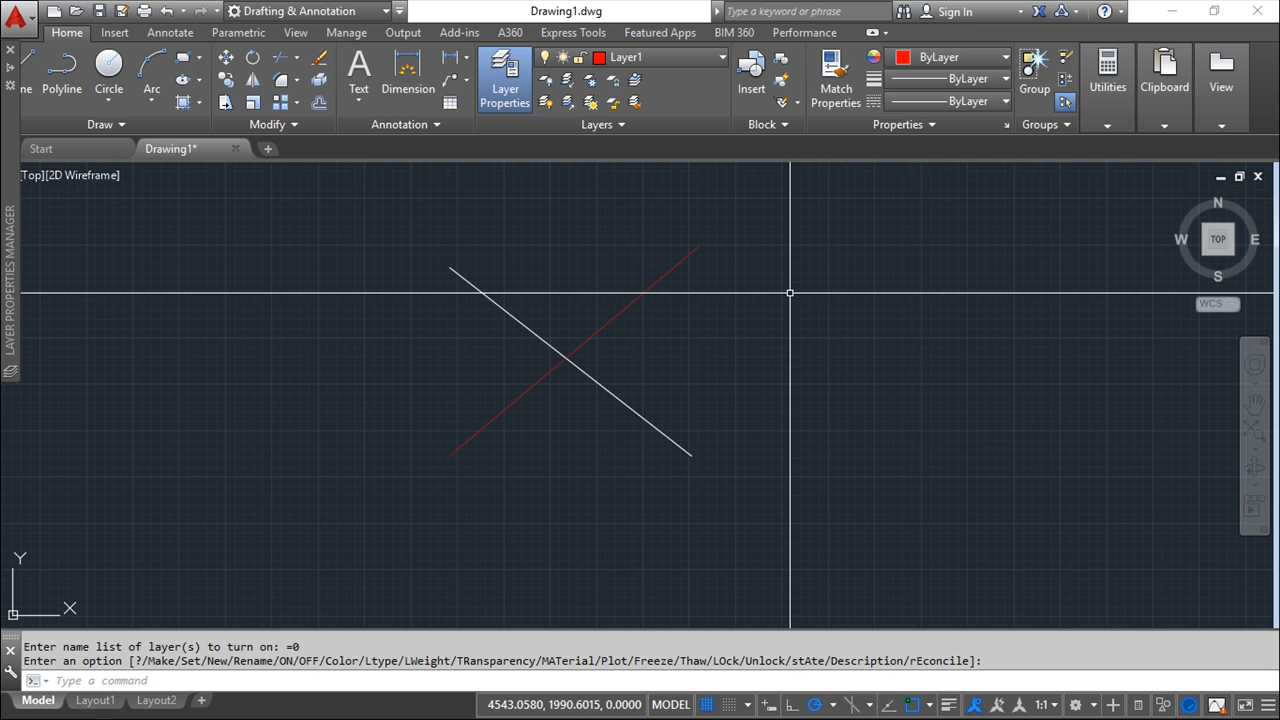 Drafting & Annotation
Drawing1.dwg
Type a keyword or phrase
Sign In
Home Insert Annotate Parametric View Manage Output Add-ins A360 Express Tools Featured Apps BIM 360 Performance
Layer1
ByLayer
ByLayer
ByLayer
ne Polyline Circle Arc
Text Dimension
Layer Properties
Insert
Match Properties
Group
Utilities
Clipboard
View
Draw Modify Annotation Layers Block Properties Groups
Start Drawing1*
[Top][2D Wireframe]
LAYER PROPERTIES MANAGER
N
W TOP E
S
WCS
Y
X
Enter name list of layer(s) to turn on: =0
Enter an option [?/Make/Set/New/Rename/ON/OFF/Color/Ltype/LWeight/TRansparency/MATerial/Plot/Freeze/Thaw/LOck/Unlock/stAte/Description/rEconcile]:
Type a command
Model Layout1 Layout2 4543.0580, 1990.6015, 0.0000 MODEL 1:1